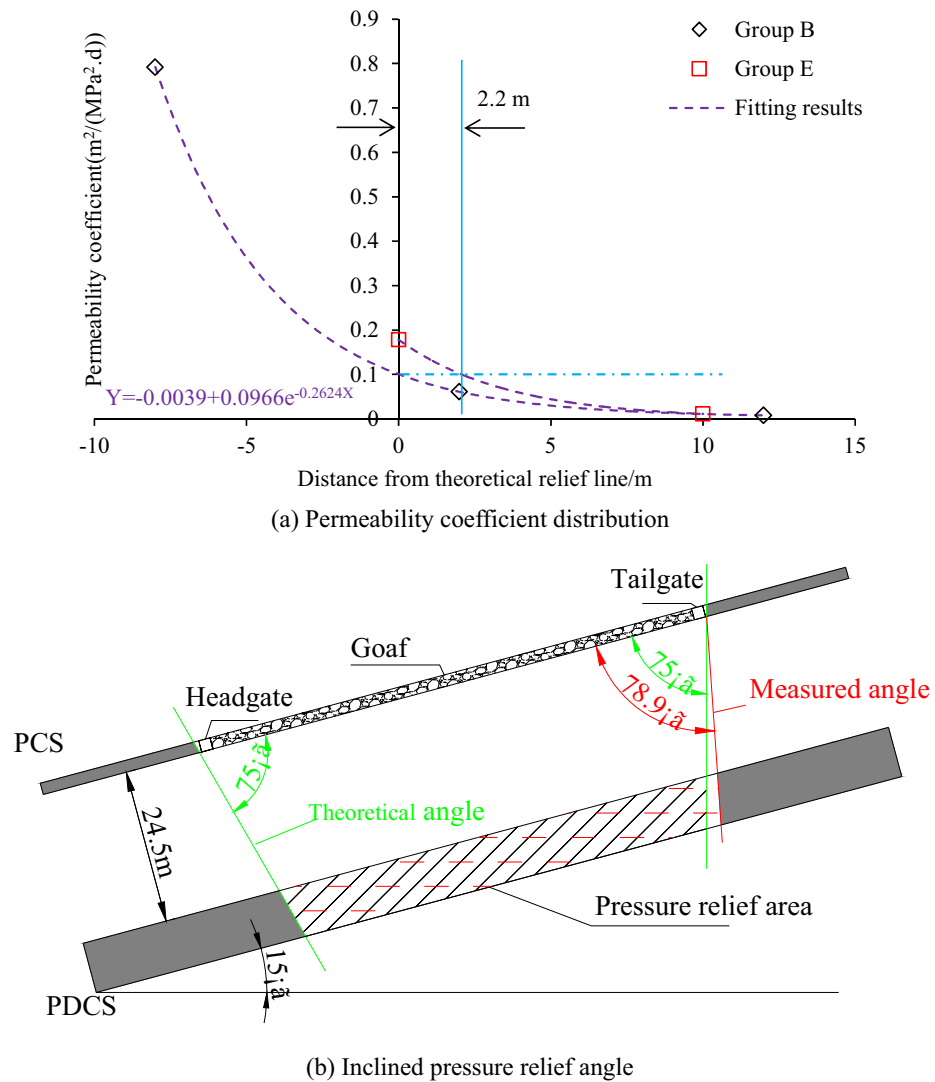 Permeability coefficient(m²/(MPa².d))
0.9
0.8
0.7
0.6
0.5
0.4
0.3
0.2
0.1
0
-10
-5
0
5
10
15
Group B
Group E
Fitting results
2.2 m
Y=-0.0039+0.0966e^-0.2624X
Distance from theoretical relief line/m
(a) Permeability coefficient distribution
Tailgate
Goaf
Headgate
75¡ã
78.9¡ã
Measured angle
PCS
75¡ã
Theoretical angle
24.5m
Pressure relief area
15¡ã
PDCS
(b) Inclined pressure relief angle